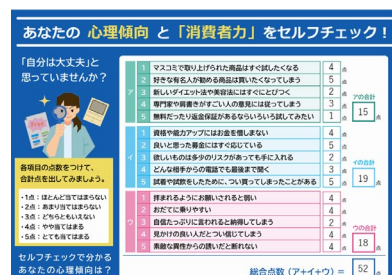 あなたの 心理傾向 と「消費者力」をセルフチェック！
「自分は大丈夫」と
思っていませんか？
各項目の点数をつけて、
合計点を出してみましょう。
・1点：ほとんど当てはまらない
・2点：あまり当てはまらない
・3点：どちらともいえない
・4点：やや当てはまる
・5点：とても当てはまる
セルフチェックで分かる
あなたの心理傾向は？
ア
1 マスコミで取り上げられた商品はすぐ試したくなる 4 点
2 好きな有名人が勧める商品は買いたくなってしまう 5 点
3 新しいダイエット法や美容法にはすぐにとびつく 2 点
4 専門家や肩書きがすごい人の意見には従ってしまう 3 点
5 無料だったり返金保証があるならいろいろ試してみたい 1 点
アの合計
15 点
イ
1 資格や能力アップにはお金を惜しまない 4 点
2 良いと思った募金にはすぐ応じている 5 点
3 欲しいものは多少のリスクがあっても手に入れる 2 点
4 どんな相手からの電話でも最後まで聞く 3 点
5 試着や試飲をしたために、つい買ってしまったことがある 5 点
イの合計
19 点
ウ
1 拝まれるようにお願いされると弱い 4 点
2 おだてに乗りやすい 4 点
3 自信たっぷりに言われると納得してしまう 2 点
4 見かけの良い人だとつい信じてしまう 4 点
5 素敵な異性からの誘いだと断れない 4 点
ウの合計
18 点
総合点数（ア+イ+ウ）＝ 52 点